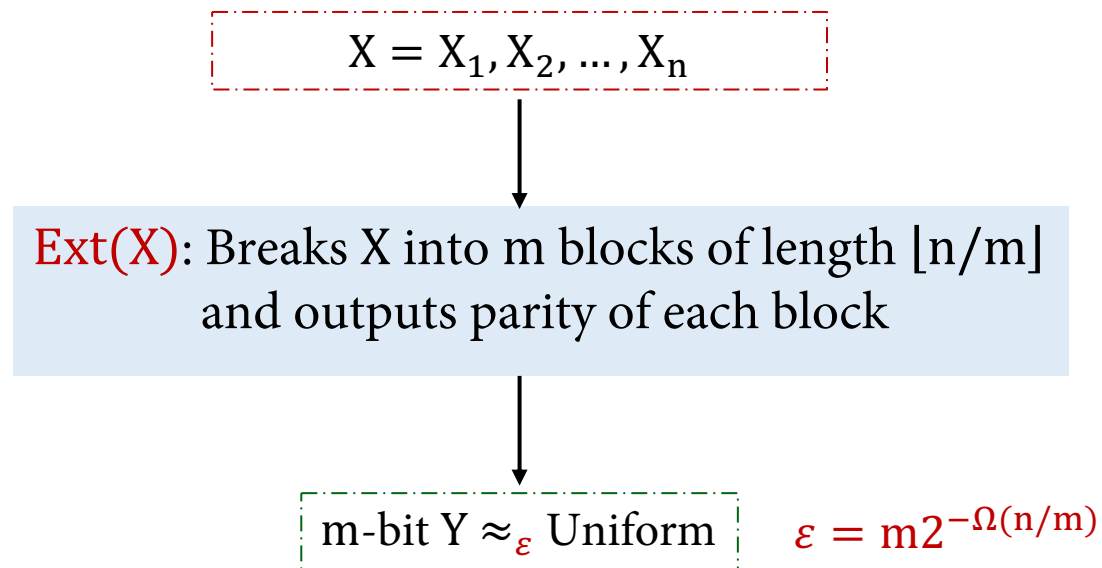 X = X₁, X₂, …, Xₙ
Ext(X): Breaks X into m blocks of length ⌊n/m⌋
and outputs parity of each block
m-bit Y ≈_ε Uniform
ε = m2^{−Ω(n/m)}